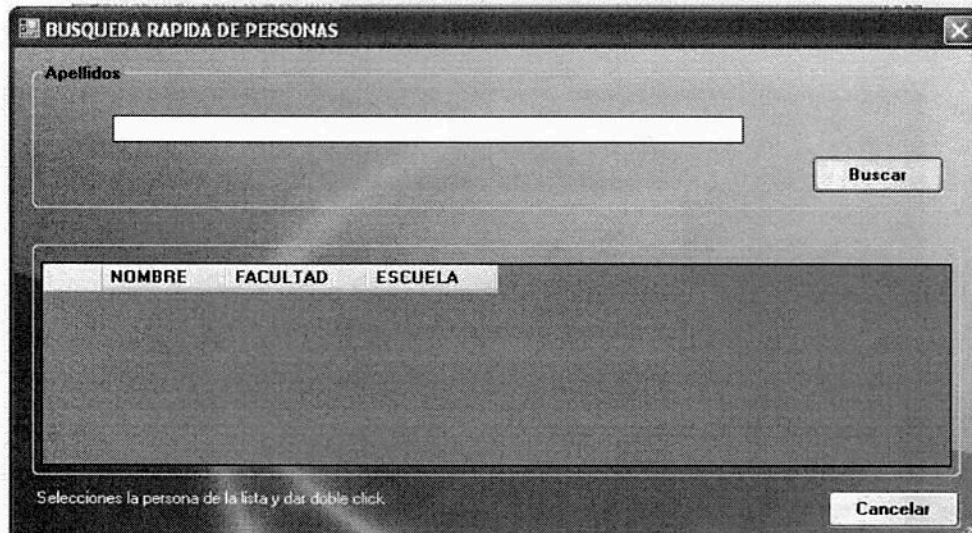 BUSQUEDA RAPIDA DE PERSONAS
Apellidos
Buscar
NOMBRE FACULTAD ESCUELA
Selecciones la persona de la lista y dar doble click.
Cancelar